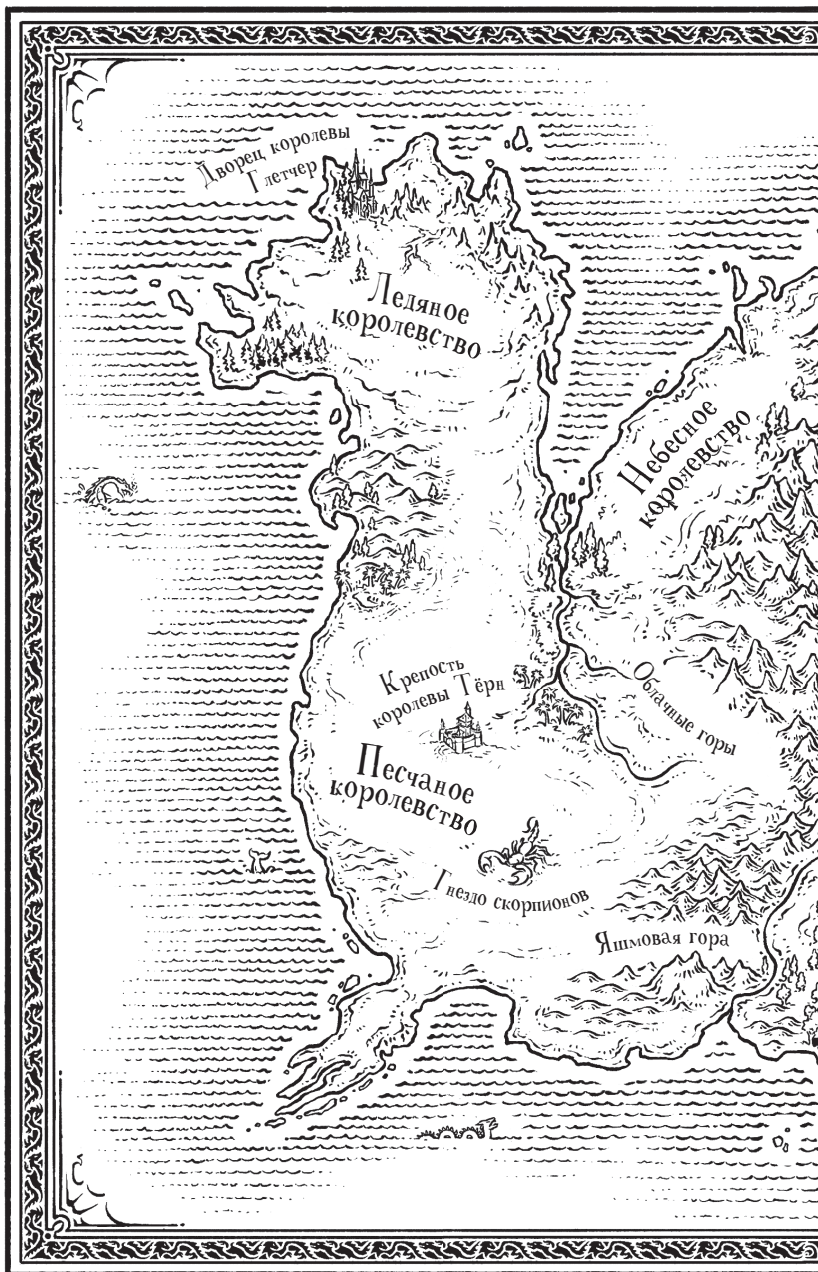 Дворец королевы
Глетчер
Ледяное
королевство
Небесное
королевство
Облачные горы
Крепость
королевы Тёрн
Песчаное
королевство
Гнездо скорпионов
Яшмовая гора